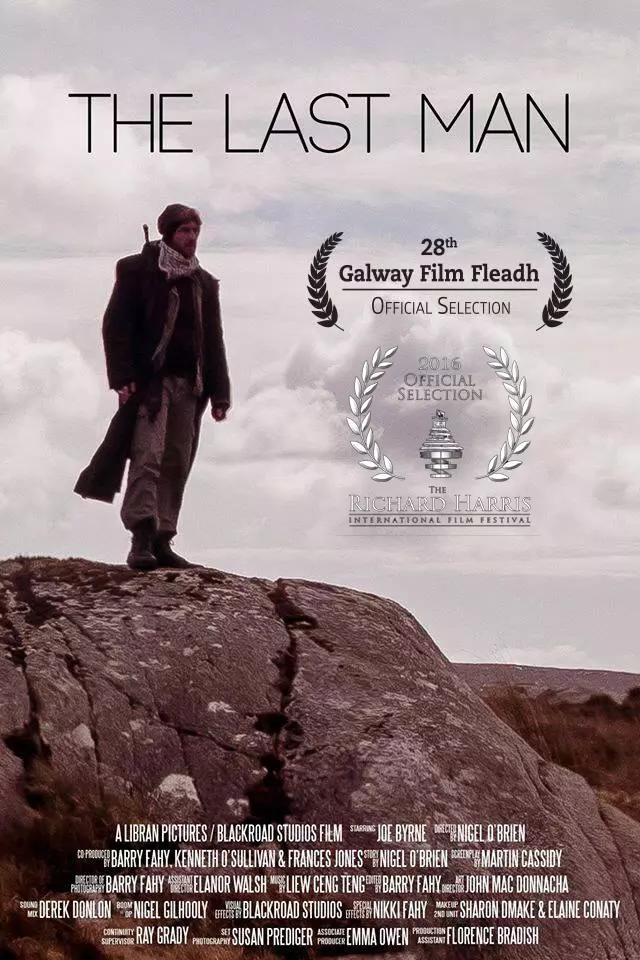 THE LAST MAN
28th
Galway Film Fleadh
OFFICIAL SELECTION
2016
OFFICIAL
SELECTION
THE
RICHARD HARRIS
INTERNATIONAL FILM FESTIVAL
A LIBRAN PICTURES / BLACKROAD STUDIOS FILM STARRING JOE BYRNE DIRECTED BY NIGEL O'BRIEN
CO PRODUCED BY BARRY FAHY, KENNETH O'SULLIVAN & FRANCES JONES STORY BY NIGEL O'BRIEN SCREENPLAY BY MARTIN CASSIDY
DIRECTOR OF PHOTOGRAPHY BARRY FAHY ASSISTANT DIRECTOR ELANOR WALSH MUSIC BY LIEW CENG TENG EDITED BY BARRY FAHY ART DIRECTOR JOHN MAC DONNACHA
SOUND MIX DEREK DONLON BOOM OP NIGEL GILHOOLY VISUAL EFFECTS BY BLACKROAD STUDIOS SPECIAL EFFECTS BY NIKKI FAHY MAKEUP 2ND UNIT SHARON DMAKE & ELAINE CONATY
CONTINUITY SUPERVISOR RAY GRADY SET PHOTOGRAPHY SUSAN PREDIGER ASSOCIATE PRODUCER EMMA OWEN PRODUCTION ASSISTANT FLORENCE BRADISH